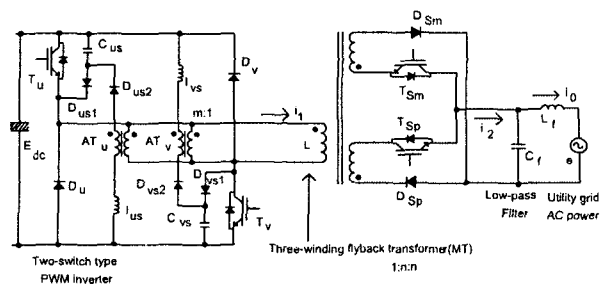 T u
C us
D us1
D us2
l vs
D v
m:1
i 1
E dc
AT u
AT v
L
D u
D vs2
D vs1
l us
C vs
T v
Two-switch type
PWM inverter
Three-winding flyback transformer(MT)
1:n:n
D Sm
T Sm
T Sp
D Sp
i 2
i 0
L f
C f
e
Low-pass
Filter
Utility grid
AC power